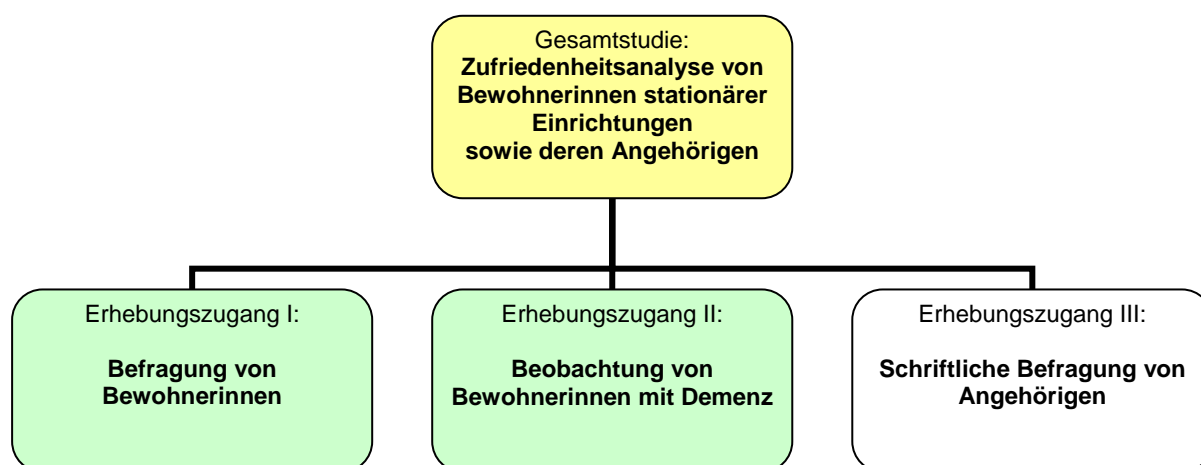 Gesamtstudie:
Zufriedenheitsanalyse von
Bewohnerinnen stationärer
Einrichtungen
sowie deren Angehörigen
Erhebungszugang I:
Befragung von
Bewohnerinnen
Erhebungszugang II:
Beobachtung von
Bewohnerinnen mit Demenz
Erhebungszugang III:
Schriftliche Befragung von
Angehörigen